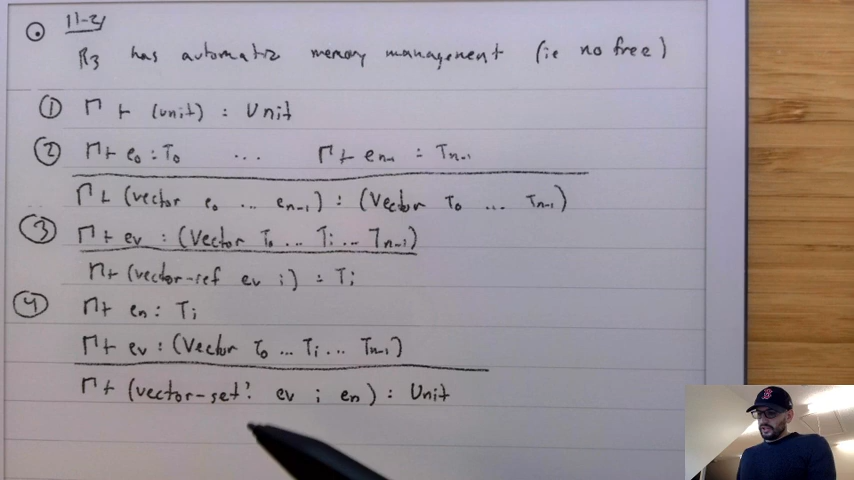 11-2/
R3 has automatic memory management (ie no free)
① Γ ⊢ (unit) : Unit
② Γ ⊢ e0 : T0 ... Γ ⊢ en-1 : Tn-1
Γ ⊢ (vector e0 ... en-1) : (Vector T0 ... Tn-1)
③ Γ ⊢ ev : (Vector T0 ... Ti ... Tn-1)
Γ ⊢ (vector-ref ev i) : Ti
④ Γ ⊢ en : Ti
Γ ⊢ ev : (Vector T0 ... Ti ... Tn-1)
Γ ⊢ (vector-set! ev i en) : Unit